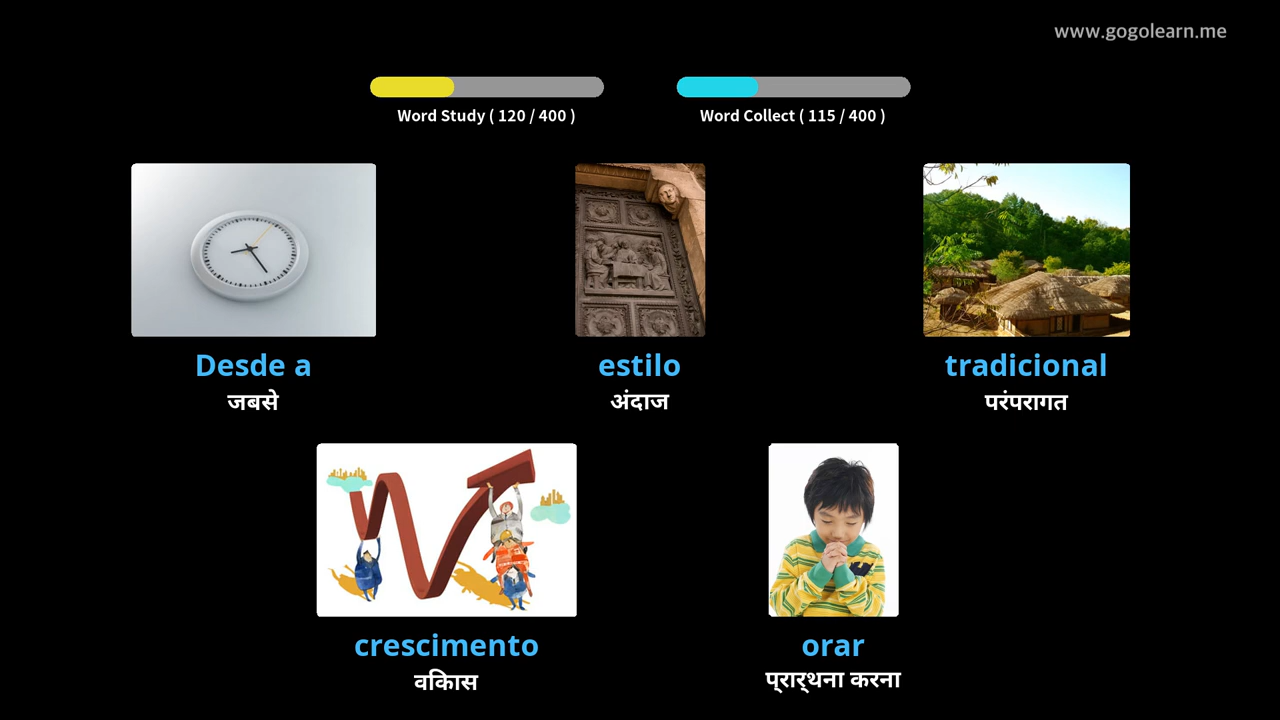 www.gogolearn.me
Word Study ( 120 / 400 )
Word Collect ( 115 / 400 )
Desde a
जबसे
estilo
अंदाज
tradicional
परंपरागत
crescimento
वकिास
orar
प्‌रार्‌थना करना